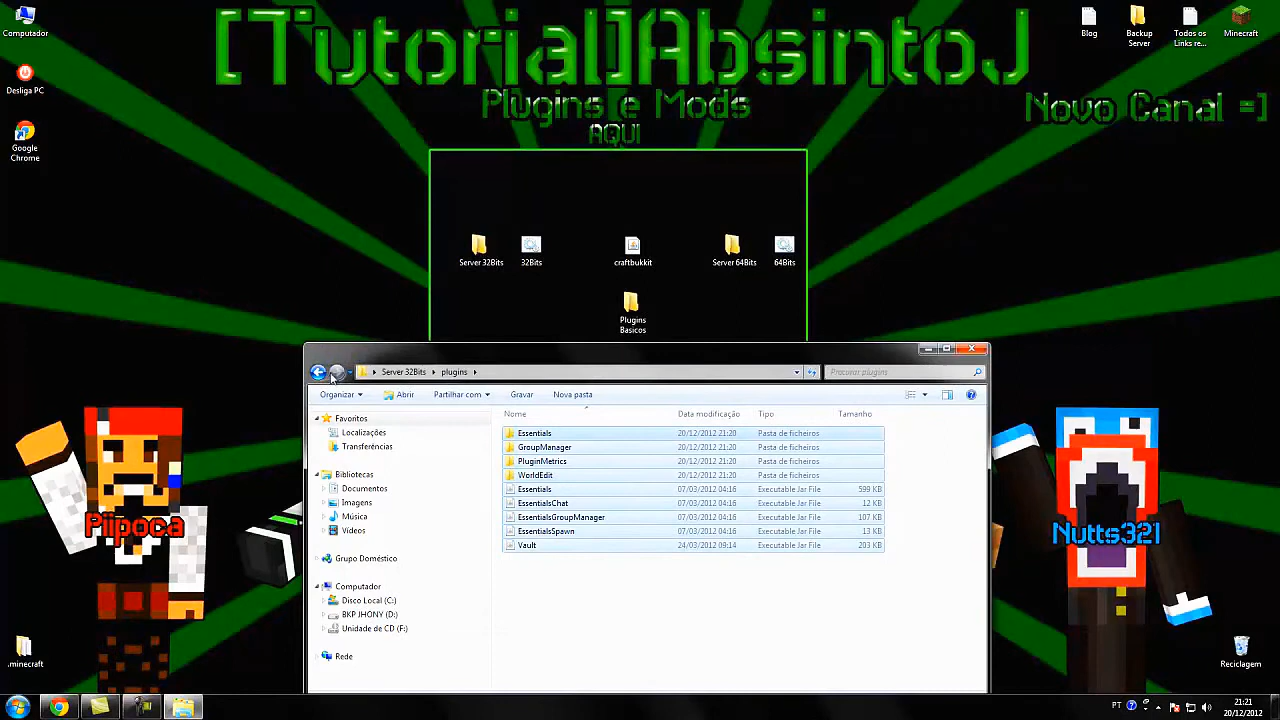 [Tutorial]AbsintoJ
Plugins e Mods
AQUI
Novo Canal =]
Computador
Desliga PC
Google
Chrome
Blog
Backup
Server
Todos os
Links re...
Minecraft
Server 32Bits
32Bits
craftbukkit
Server 64Bits
64Bits
Plugins
Basicos
Server 32Bits
plugins
Procurar plugins
Organizar
Abrir
Partilhar com
Gravar
Nova pasta
Favoritos
Localizações
Transferências
Bibliotecas
Documentos
Imagens
Música
Vídeos
Grupo Doméstico
Computador
Disco Local (C:)
BKP JHONY (D:)
Unidade de CD (F:)
Rede
Nome Data modificação Tipo Tamanho
Essentials 20/12/2012 21:20 Pasta de ficheiros
GroupManager 20/12/2012 21:20 Pasta de ficheiros
PluginMetrics 20/12/2012 21:20 Pasta de ficheiros
WorldEdit 20/12/2012 21:20 Pasta de ficheiros
Essentials 07/03/2012 04:16 Executable Jar File 599 KB
EssentialsChat 07/03/2012 04:16 Executable Jar File 12 KB
EssentialsGroupManager 07/03/2012 04:16 Executable Jar File 107 KB
EssentialsSpawn 07/03/2012 04:16 Executable Jar File 13 KB
Vault 24/03/2012 09:14 Executable Jar File 203 KB
Piipoca
Nutts321
.minecraft
Reciclagem
PT
21:21
20/12/2012